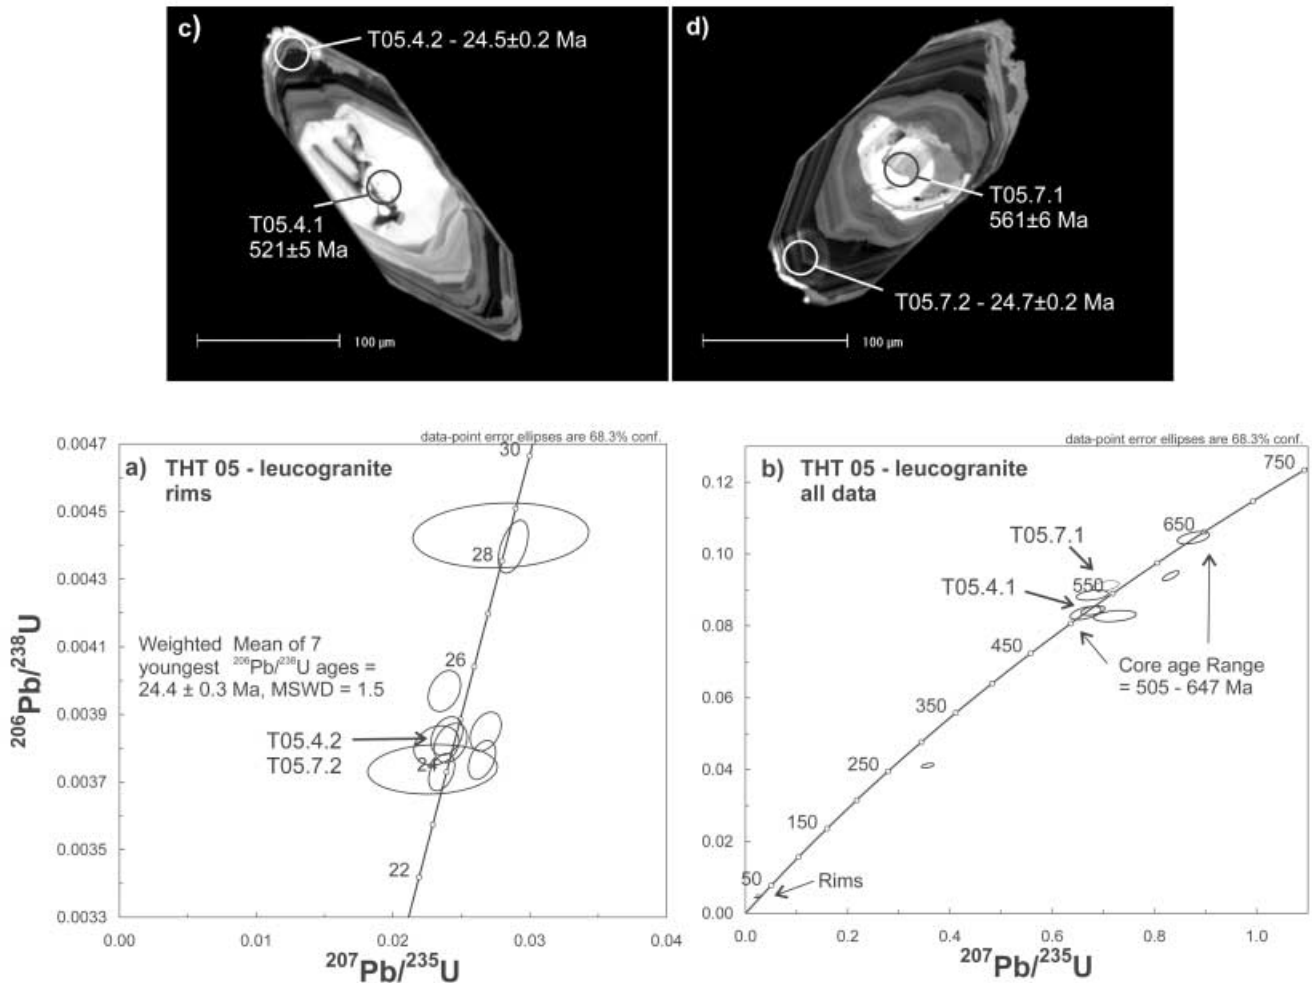 c)
T05.4.2 - 24.5±0.2 Ma
T05.4.1
521±5 Ma
100 µm
d)
T05.7.1
561±6 Ma
T05.7.2 - 24.7±0.2 Ma
100 µm
data-point error ellipses are 68.3% conf.
a) THT 05 - leucogranite
rims
30
28
26
24
22
Weighted Mean of 7
youngest ²⁰⁶Pb/²³⁸U ages =
24.4 ± 0.3 Ma, MSWD = 1.5
T05.4.2
T05.7.2
0.0047
0.0045
0.0043
0.0041
0.0039
0.0037
0.0035
0.0033
²⁰⁶Pb/²³⁸U
0.00 0.01 0.02 0.03 0.04
²⁰⁷Pb/²³⁵U
data-point error ellipses are 68.3% conf.
b) THT 05 - leucogranite
all data
750
650
T05.7.1
550
T05.4.1
450
Core age Range
= 505 - 647 Ma
350
250
150
50
Rims
0.12
0.10
0.08
0.06
0.04
0.02
0.00
0.0 0.2 0.4 0.6 0.8 1.0
²⁰⁷Pb/²³⁵U